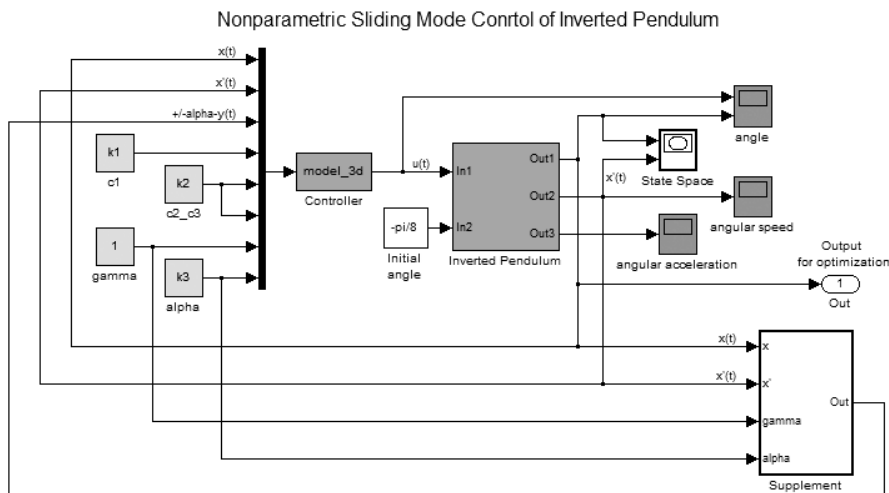 Nonparametric Sliding Mode Conrtol of Inverted Pendulum
x(t)
x`(t)
+/-alpha-y(t)
k1
c1
k2
c2_c3
1
gamma
k3
alpha
model_3d
Controller
u(t)
In1
In2
Out1
Out2
Out3
Inverted Pendulum
-pi/8
Initial
angle
x`(t)
State Space
angle
angular speed
angular acceleration
Output
for optimization
1
Out
x(t)
x`(t)
x
x`
gamma
alpha
Out
Supplement